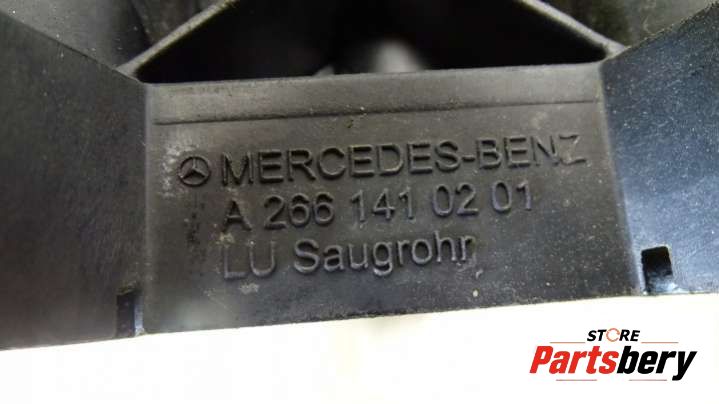 MERCEDES-BENZ
A 266 141 02 01
LU Saugrohr
STORE
Partsbery